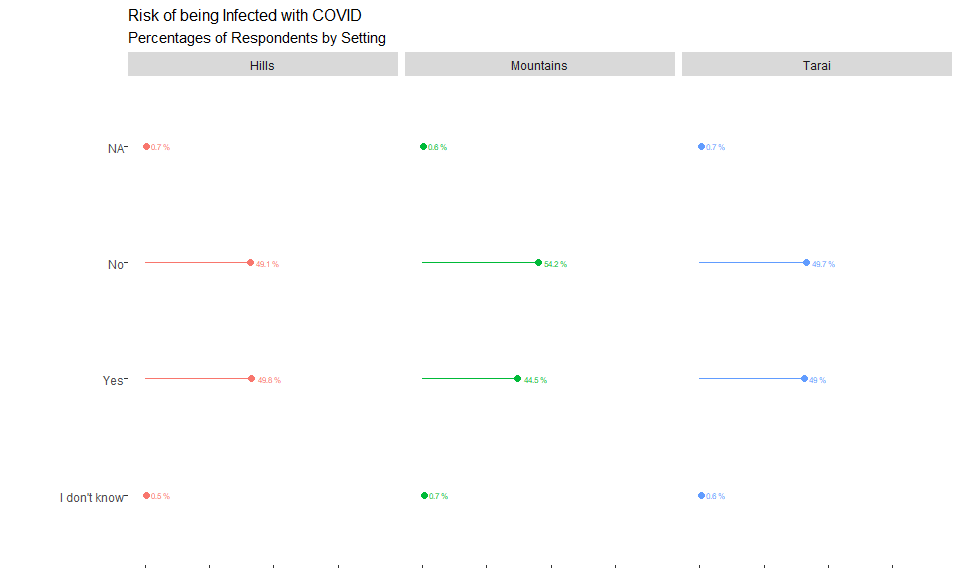 Risk of being Infected with COVID
Percentages of Respondents by Setting
Hills Mountains Tarai
NA 0.7 % 0.6 % 0.7 %
No 49.1 % 54.2 % 49.7 %
Yes 49.8 % 44.5 % 49 %
I don't know 0.5 % 0.7 % 0.6 %